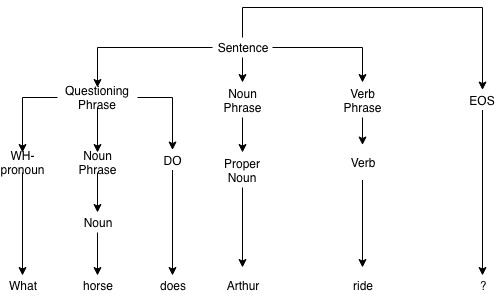 Sentence
Questioning
Phrase
Noun
Phrase
Verb
Phrase
EOS
WH-
pronoun
Noun
Phrase
DO
Proper
Noun
Verb
Noun
What horse does Arthur ride ?